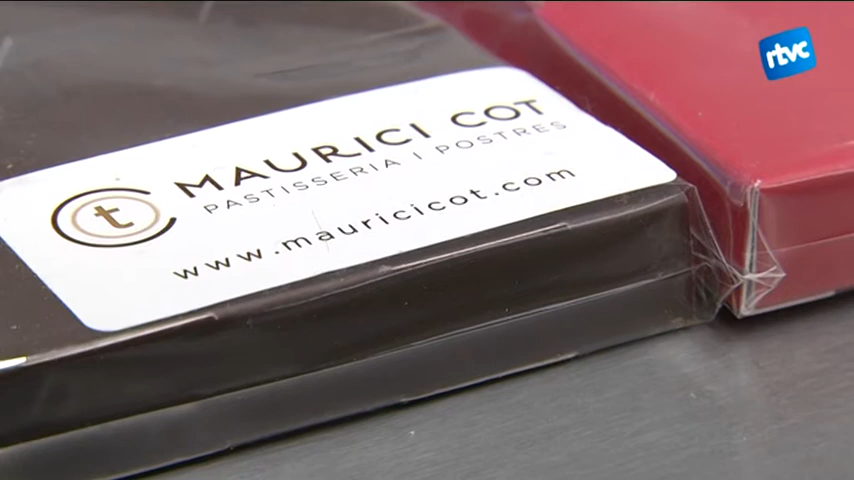 rtvc
MAURICI COT
PASTISSERIA I POSTRES
t
www.mauricicot.com